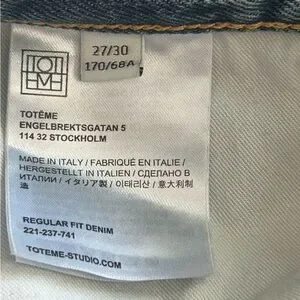 TOT
EME
27/30
170/68A
TOTÊME
ENGELBREKTSGATAN 5
114 32 STOCKHOLM
MADE IN ITALY / FABRIQUÉ EN ITALIE /
HERGESTELLT IN ITALIEN / СДЕЛАНО В
ИТАЛИИ / イタリア製 / 이태리산 / 意大利制
造
REGULAR FIT DENIM
221-237-741
TOTEME-STUDIO.COM